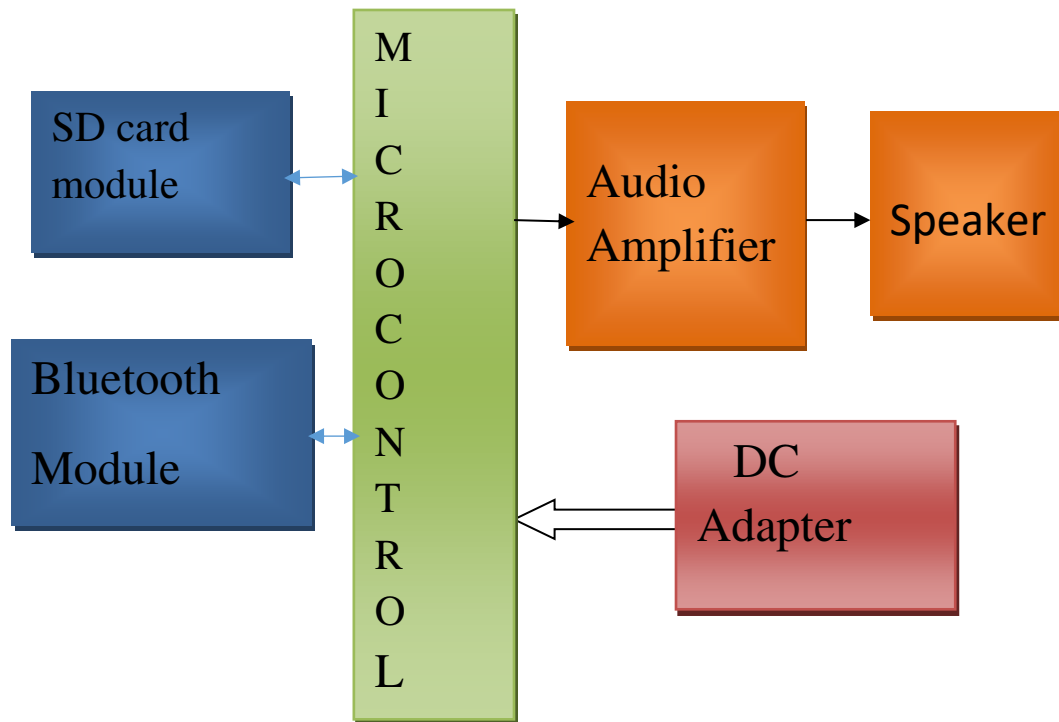 SD card
module
Bluetooth
Module
M
I
C
R
O
C
O
N
T
R
O
L
Audio
Amplifier
Speaker
DC
Adapter